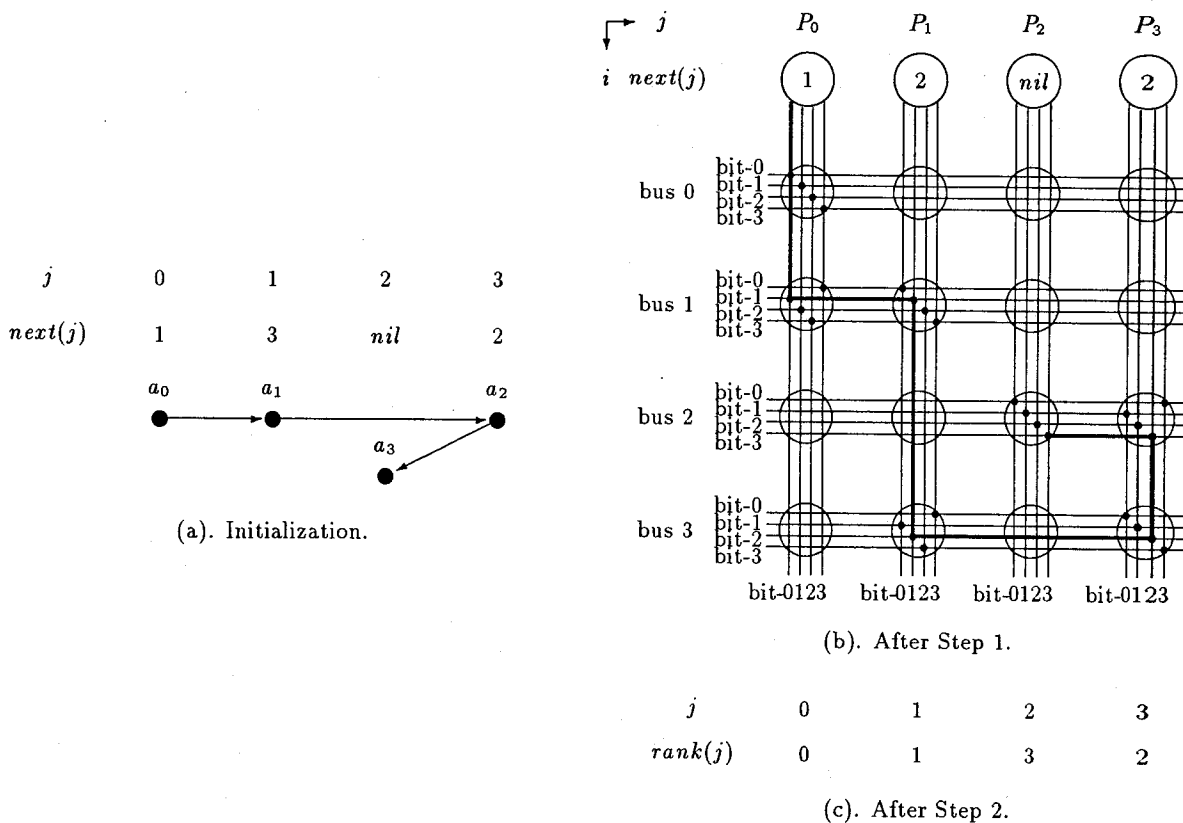 j 0 1 2 3
next(j) 1 3 nil 2
a0 a1 a2
a3
(a). Initialization.
j P0 P1 P2 P3
i next(j) 1 2 nil 2
bus 0 bit-0
bit-1
bit-2
bit-3
bus 1 bit-0
bit-1
bit-2
bit-3
bus 2 bit-0
bit-1
bit-2
bit-3
bus 3 bit-0
bit-1
bit-2
bit-3
bit-0123 bit-0123 bit-0123 bit-0123
(b). After Step 1.
j 0 1 2 3
rank(j) 0 1 3 2
(c). After Step 2.